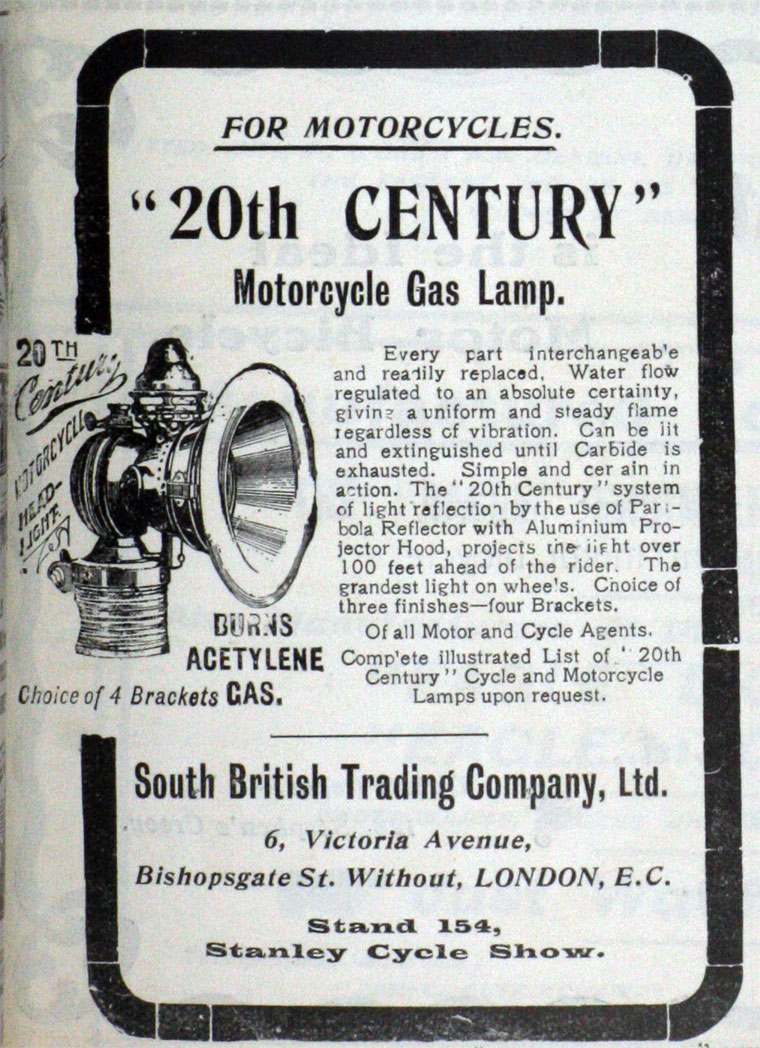 FOR MOTORCYCLES.
"20th CENTURY"
Motorcycle Gas Lamp.
20TH
Century
MOTORCYCLE
HEAD-
LIGHT.
Every part interchangeab'e
and readily replaced, Water flow
regulated to an absolute certainty,
giving a uniform and steady flame
regardless of vibration. Can be lit
and extinguished until Carbide is
exhausted. Simple and cer ain in
action. The "20th Century" system
of light reflection by the use of Para-
bola Reflector with Aluminium Pro-
jector Hood, projects the light over
100 feet ahead of the rider. The
grandest light on whee's. Choice of
three finishes—four Brackets.
Of all Motor and Cycle Agents.
Comp'ete illustrated List of ' 20th
Century" Cycle and Motorcycle
Lamps upon request.
BURNS
ACETYLENE
GAS.
Choice of 4 Brackets
South British Trading Company, Ltd.
6, Victoria Avenue,
Bishopsgate St. Without, LONDON, E.C.
Stand 154,
Stanley Cycle Show.